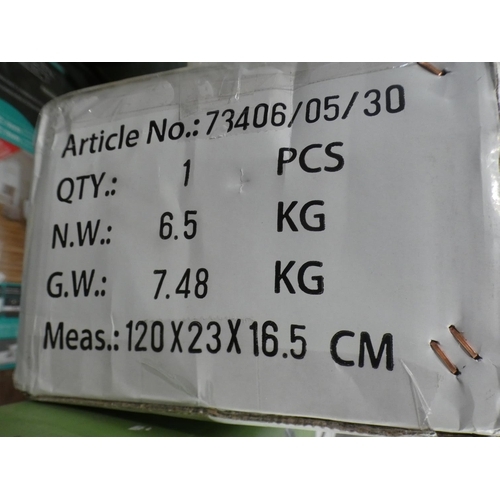 Article No.: 73406/05/30
QTY.: 1 PCS
N.W.: 6.5 KG
G.W.: 7.48 KG
Meas.: 120X23X16.5 CM